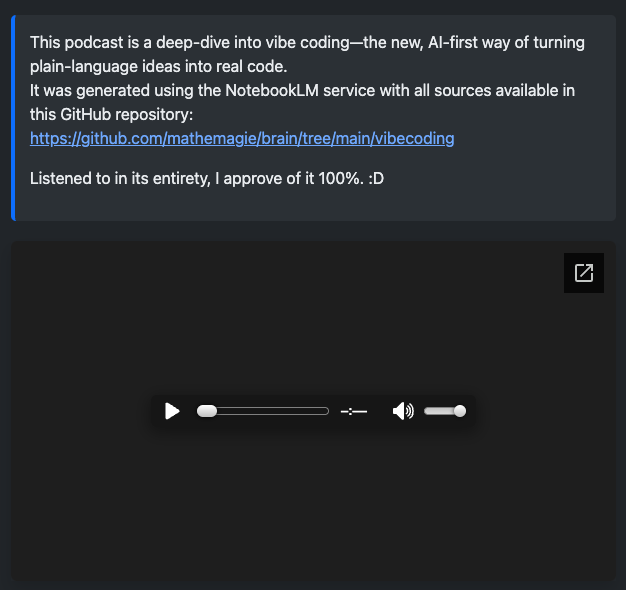 This podcast is a deep-dive into vibe coding—the new, AI-first way of turning
plain-language ideas into real code.
It was generated using the NotebookLM service with all sources available in
this GitHub repository:
https://github.com/mathemagie/brain/tree/main/vibecoding
Listened to in its entirety, I approve of it 100%. :D
--:--